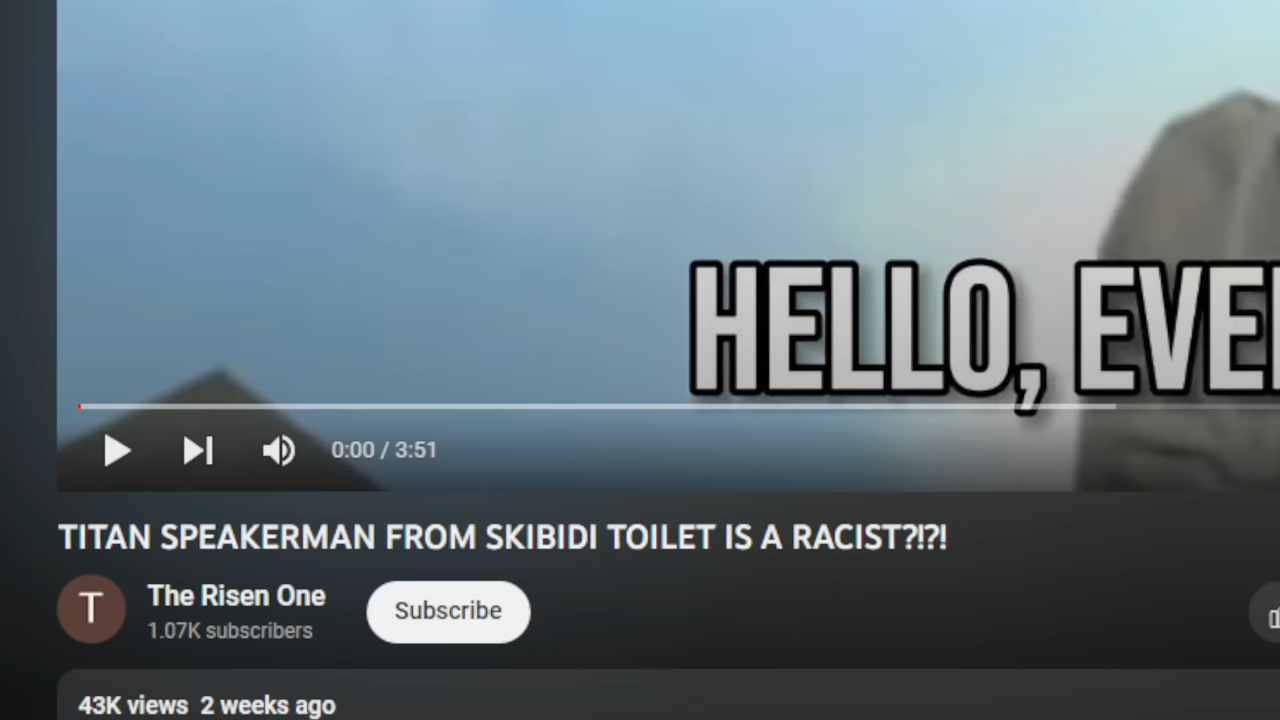 HELLO, EVE
0:00 / 3:51
TITAN SPEAKERMAN FROM SKIBIDI TOILET IS A RACIST?!?!
T
The Risen One
Subscribe
1.07K subscribers
43K views 2 weeks ago